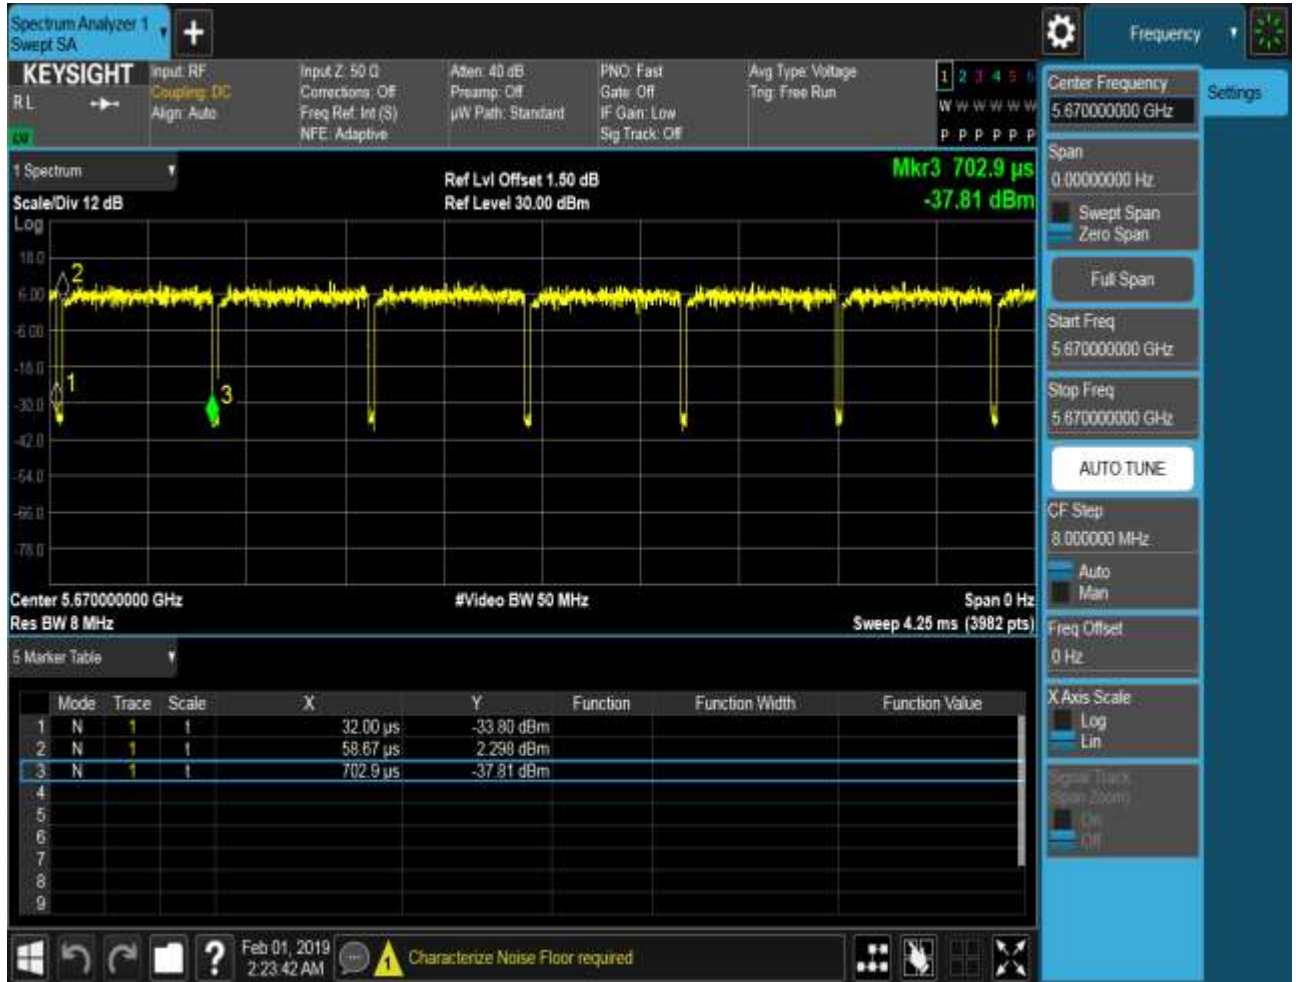 Spectrum Analyzer 1
Swept SA
+
Frequency
KEYSIGHT
Input: RF
Input Z: 50 Ω
Atten: 40 dB
PNO: Fast
Avg Type: Voltage
1 2 3 4 5 6
R L
Coupling: DC
Corrections: Off
Preamp: Off
Gate: Off
Trig: Free Run
W W W W W W
Align: Auto
Freq Ref: Int (S)
µW Path: Standard
IF Gain: Low
NFE: Adaptive
Sig Track: Off
P P P P P P
1 Spectrum
Ref Lvl Offset 1.50 dB
Mkr3 702.9 µs
Scale/Div 12 dB
Ref Level 30.00 dBm
-37.81 dBm
Log
18.0
6.00
-6.00
-18.0
-30.0
-42.0
-54.0
-66.0
-78.0
2
1
3
Center 5.670000000 GHz
#Video BW 50 MHz
Span 0 Hz
Res BW 8 MHz
Sweep 4.25 ms (3982 pts)
5 Marker Table
Mode Trace Scale X Y Function Function Width Function Value
1 N 1 t 32.00 µs -33.80 dBm
2 N 1 t 58.67 µs 2.298 dBm
3 N 1 t 702.9 µs -37.81 dBm
4
5
6
7
8
9
?
Feb 01, 2019
2:23:42 AM
1
Characterize Noise Floor required
Center Frequency
5.670000000 GHz
Settings
Span
0.00000000 Hz
Swept Span
Zero Span
Full Span
Start Freq
5.670000000 GHz
Stop Freq
5.670000000 GHz
AUTO TUNE
CF Step
8.000000 MHz
Auto
Man
Freq Offset
0 Hz
X Axis Scale
Log
Lin
Signal Track
(Span Zoom)
On
Off